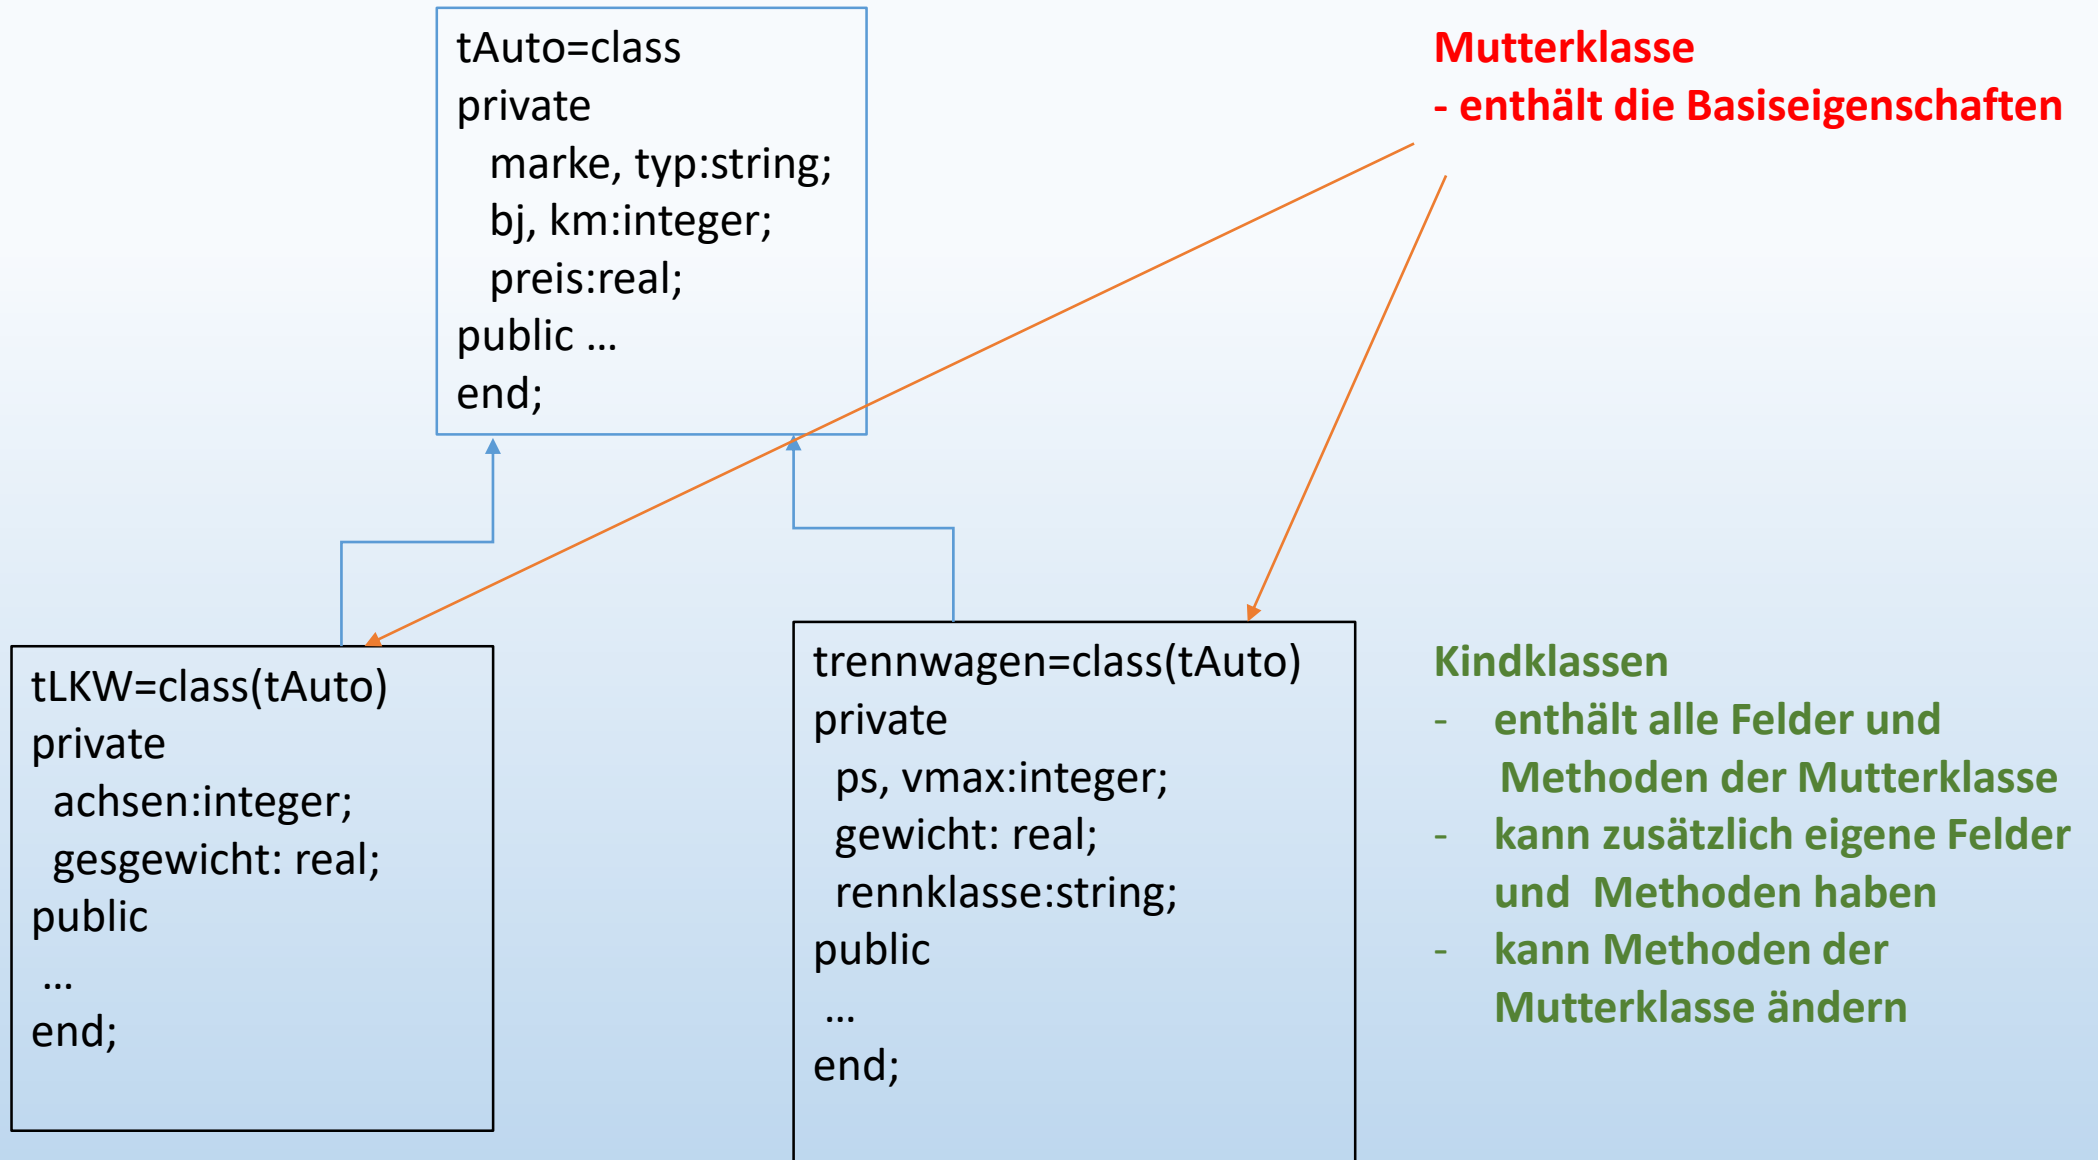 tAuto=class
private
marke, typ:string;
bj, km:integer;
preis:real;
public …
end;
Mutterklasse
- enthält die Basiseigenschaften
tLKW=class(tAuto)
private
achsen:integer;
gesgewicht: real;
public
…
end;
trennwagen=class(tAuto)
private
ps, vmax:integer;
gewicht: real;
rennklasse:string;
public
…
end;
Kindklassen
- enthält alle Felder und
Methoden der Mutterklasse
- kann zusätzlich eigene Felder
und Methoden haben
- kann Methoden der
Mutterklasse ändern